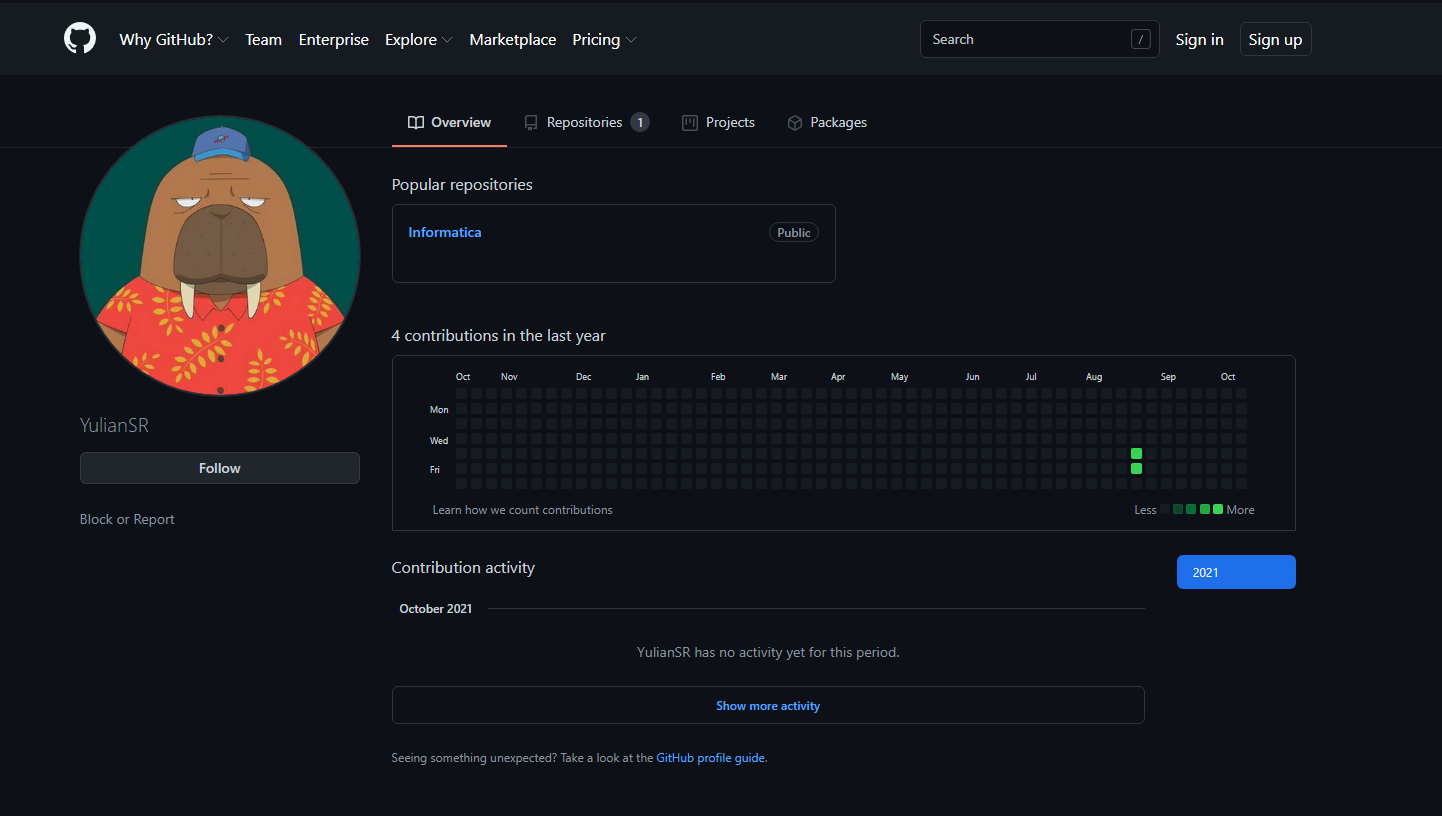 Why GitHub? Team Enterprise Explore Marketplace Pricing Search / Sign in Sign up
Overview Repositories 1 Projects Packages
Popular repositories
Informatica Public
4 contributions in the last year
Oct Nov Dec Jan Feb Mar Apr May Jun Jul Aug Sep Oct
Mon
Wed
Fri
Learn how we count contributions Less More
YulianSR
Follow
Block or Report
Contribution activity 2021
October 2021
YulianSR has no activity yet for this period.
Show more activity
Seeing something unexpected? Take a look at the GitHub profile guide.